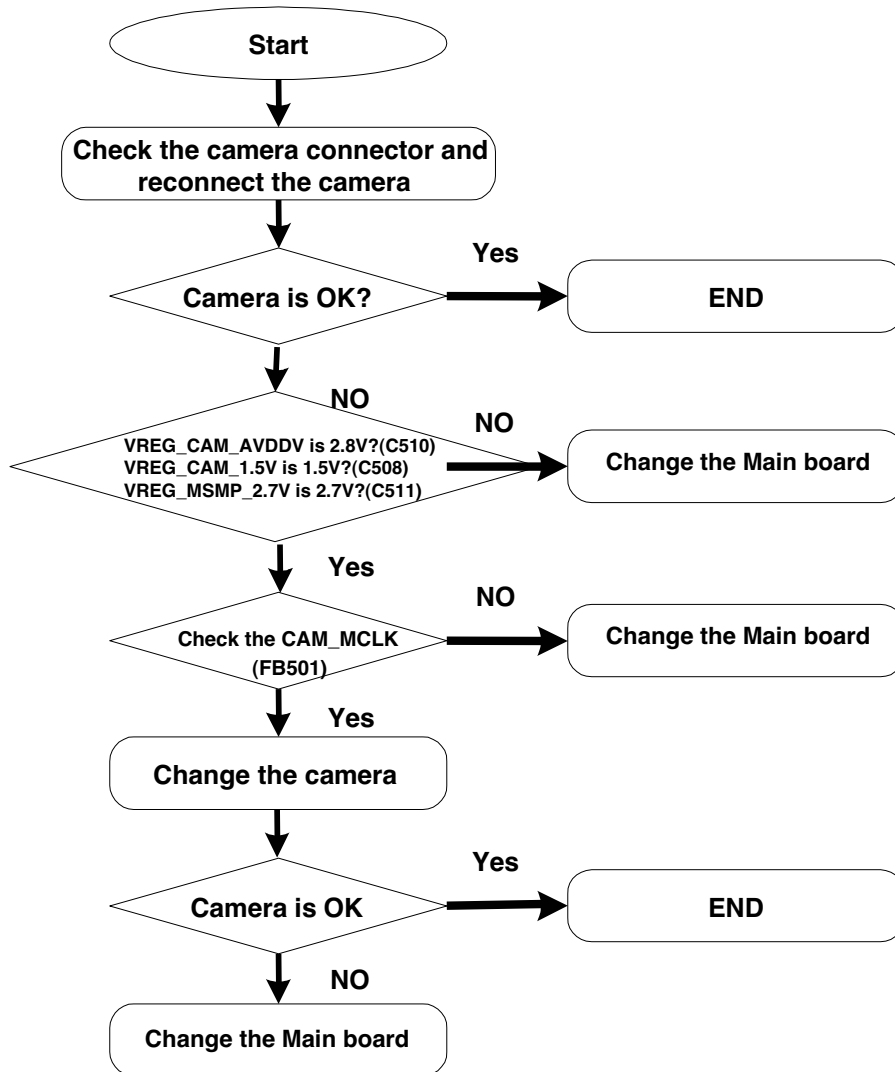 Start
Check the camera connector and
reconnect the camera
Yes
Camera is OK?
END
NO
NO
VREG_CAM_AVDDV is 2.8V?(C510)
VREG_CAM_1.5V is 1.5V?(C508)
VREG_MSMP_2.7V is 2.7V?(C511)
Change the Main board
Yes
NO
Check the CAM_MCLK
(FB501)
Change the Main board
Yes
Change the camera
Yes
Camera is OK
END
NO
Change the Main board